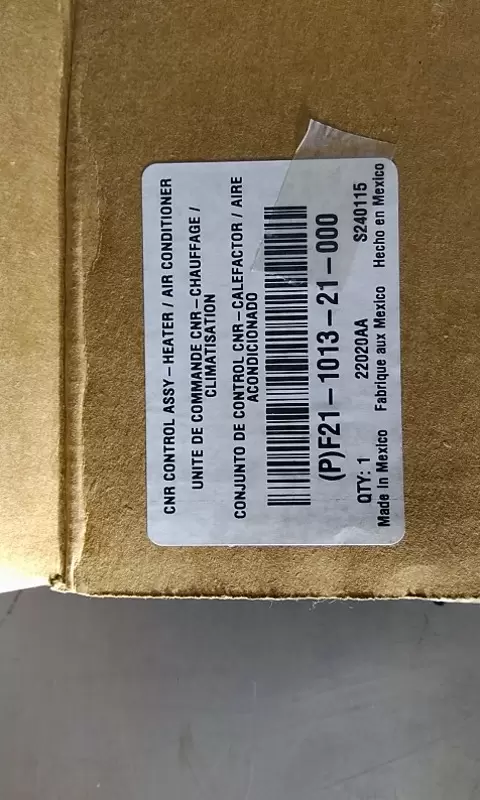 CNR CONTROL ASSY-HEATER / AIR CONDITIONER
UNITE DE COMMANDE CNR-CHAUFFAGE /
CLIMATISATION
CONJUNTO DE CONTROL CNR-CALEFACTOR / AIRE
ACONDICIONADO
(P)F21-1013-21-000
QTY: 1 22020AA S240115
Made in Mexico Fabrique aux Mexico Hecho en Mexico